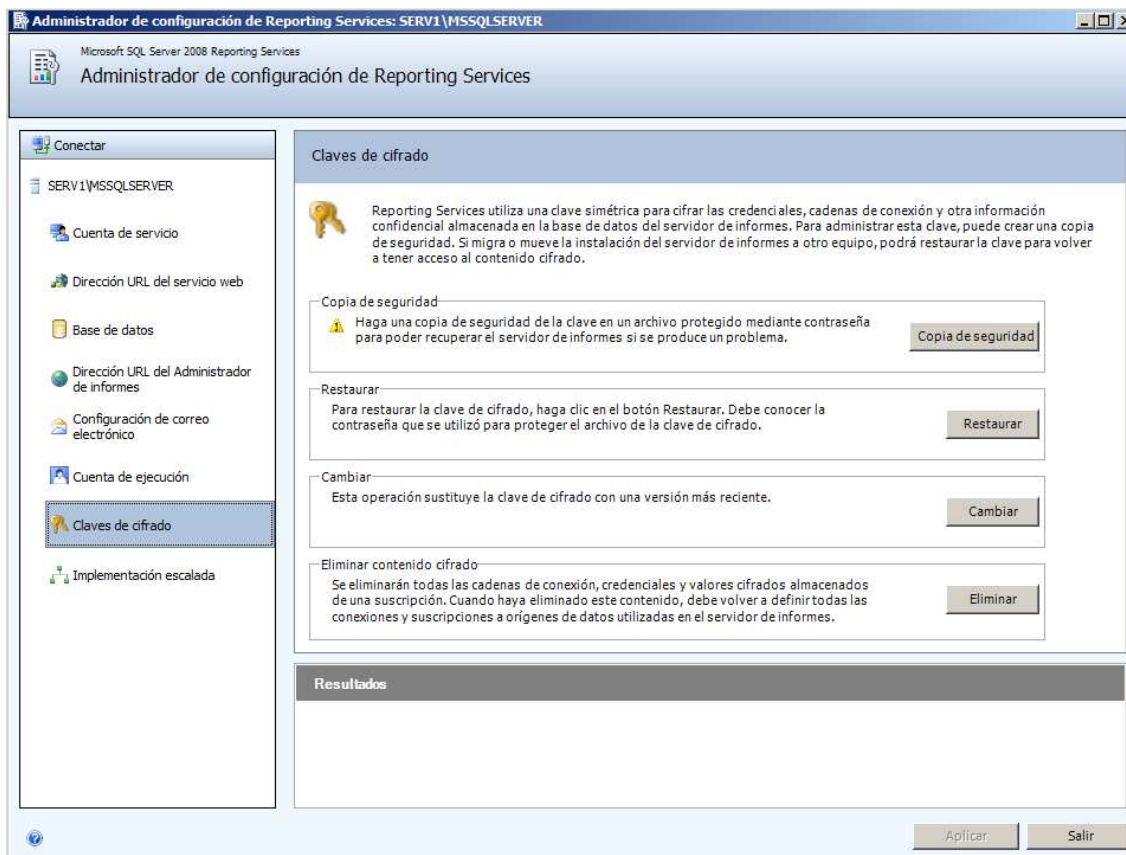 Administrador de configuración de Reporting Services: SERV1\MSSQLSERVER
Microsoft SQL Server 2008 Reporting Services
Administrador de configuración de Reporting Services
Conectar
SERV1\MSSQLSERVER
Cuenta de servicio
Dirección URL del servicio web
Base de datos
Dirección URL del Administrador
de informes
Configuración de correo
electrónico
Cuenta de ejecución
Claves de cifrado
Implementación escalada
Claves de cifrado
Reporting Services utiliza una clave simétrica para cifrar las credenciales, cadenas de conexión y otra información
confidencial almacenada en la base de datos del servidor de informes. Para administrar esta clave, puede crear una copia
de seguridad. Si migra o mueve la instalación del servidor de informes a otro equipo, podrá restaurar la clave para volver
a tener acceso al contenido cifrado.
Copia de seguridad
Haga una copia de seguridad de la clave en un archivo protegido mediante contraseña
para poder recuperar el servidor de informes si se produce un problema.
Copia de seguridad
Restaurar
Para restaurar la clave de cifrado, haga clic en el botón Restaurar. Debe conocer la
contraseña que se utilizó para proteger el archivo de la clave de cifrado.
Restaurar
Cambiar
Esta operación sustituye la clave de cifrado con una versión más reciente.
Cambiar
Eliminar contenido cifrado
Se eliminarán todas las cadenas de conexión, credenciales y valores cifrados almacenados
de una suscripción. Cuando haya eliminado este contenido, debe volver a definir todas las
conexiones y suscripciones a orígenes de datos utilizadas en el servidor de informes.
Eliminar
Resultados
Aplicar
Salir